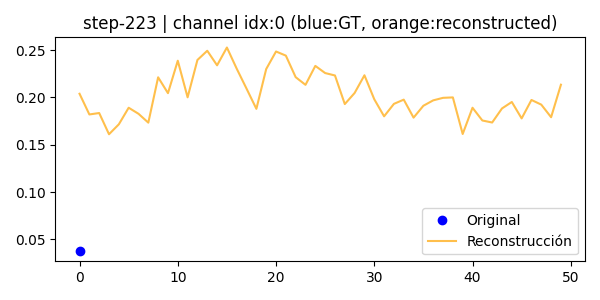 step-223 | channel idx:0 (blue:GT, orange:reconstructed)
0.25
0.20
0.15
0.10
0.05
Original
Reconstrucción
0 10 20 30 40 50